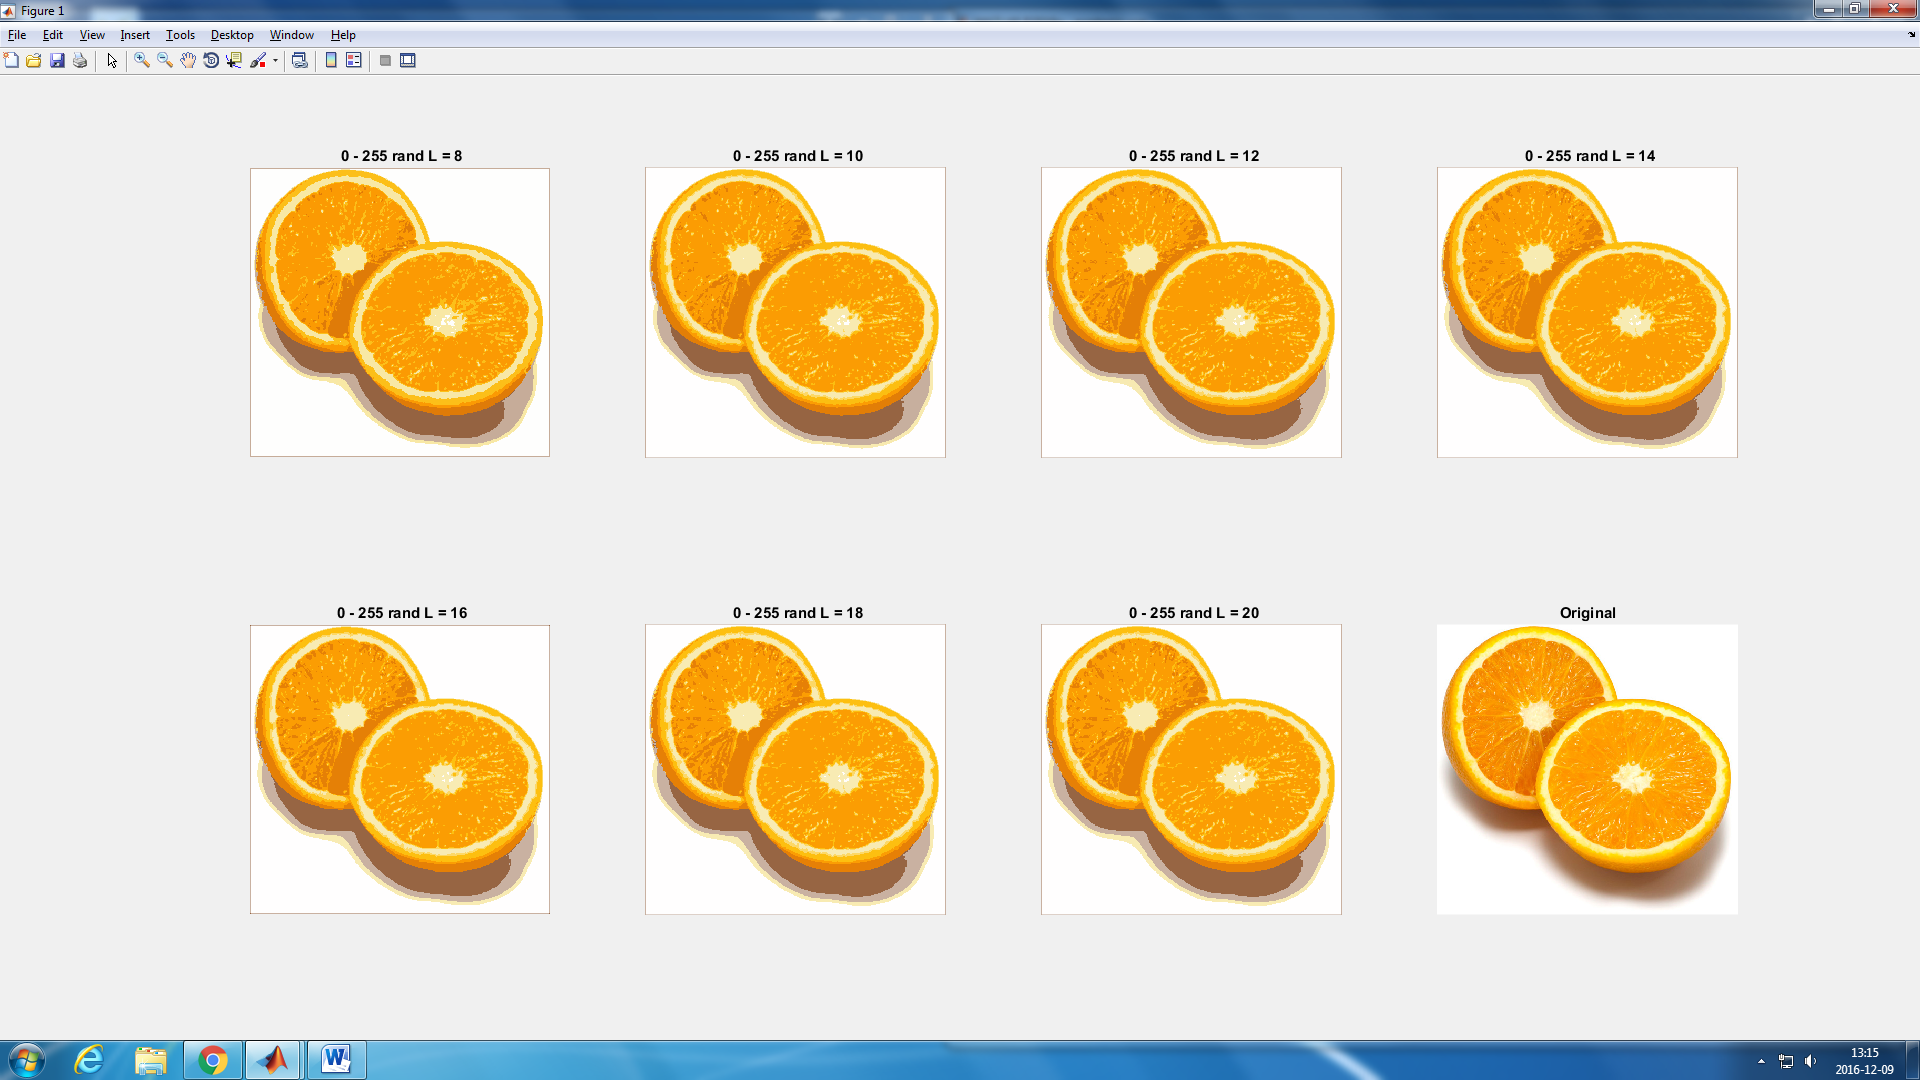 Figure 1
File Edit View Insert Tools Desktop Window Help
0 - 255 rand L = 8
0 - 255 rand L = 10
0 - 255 rand L = 12
0 - 255 rand L = 14
0 - 255 rand L = 16
0 - 255 rand L = 18
0 - 255 rand L = 20
Original
13:15
2016-12-09